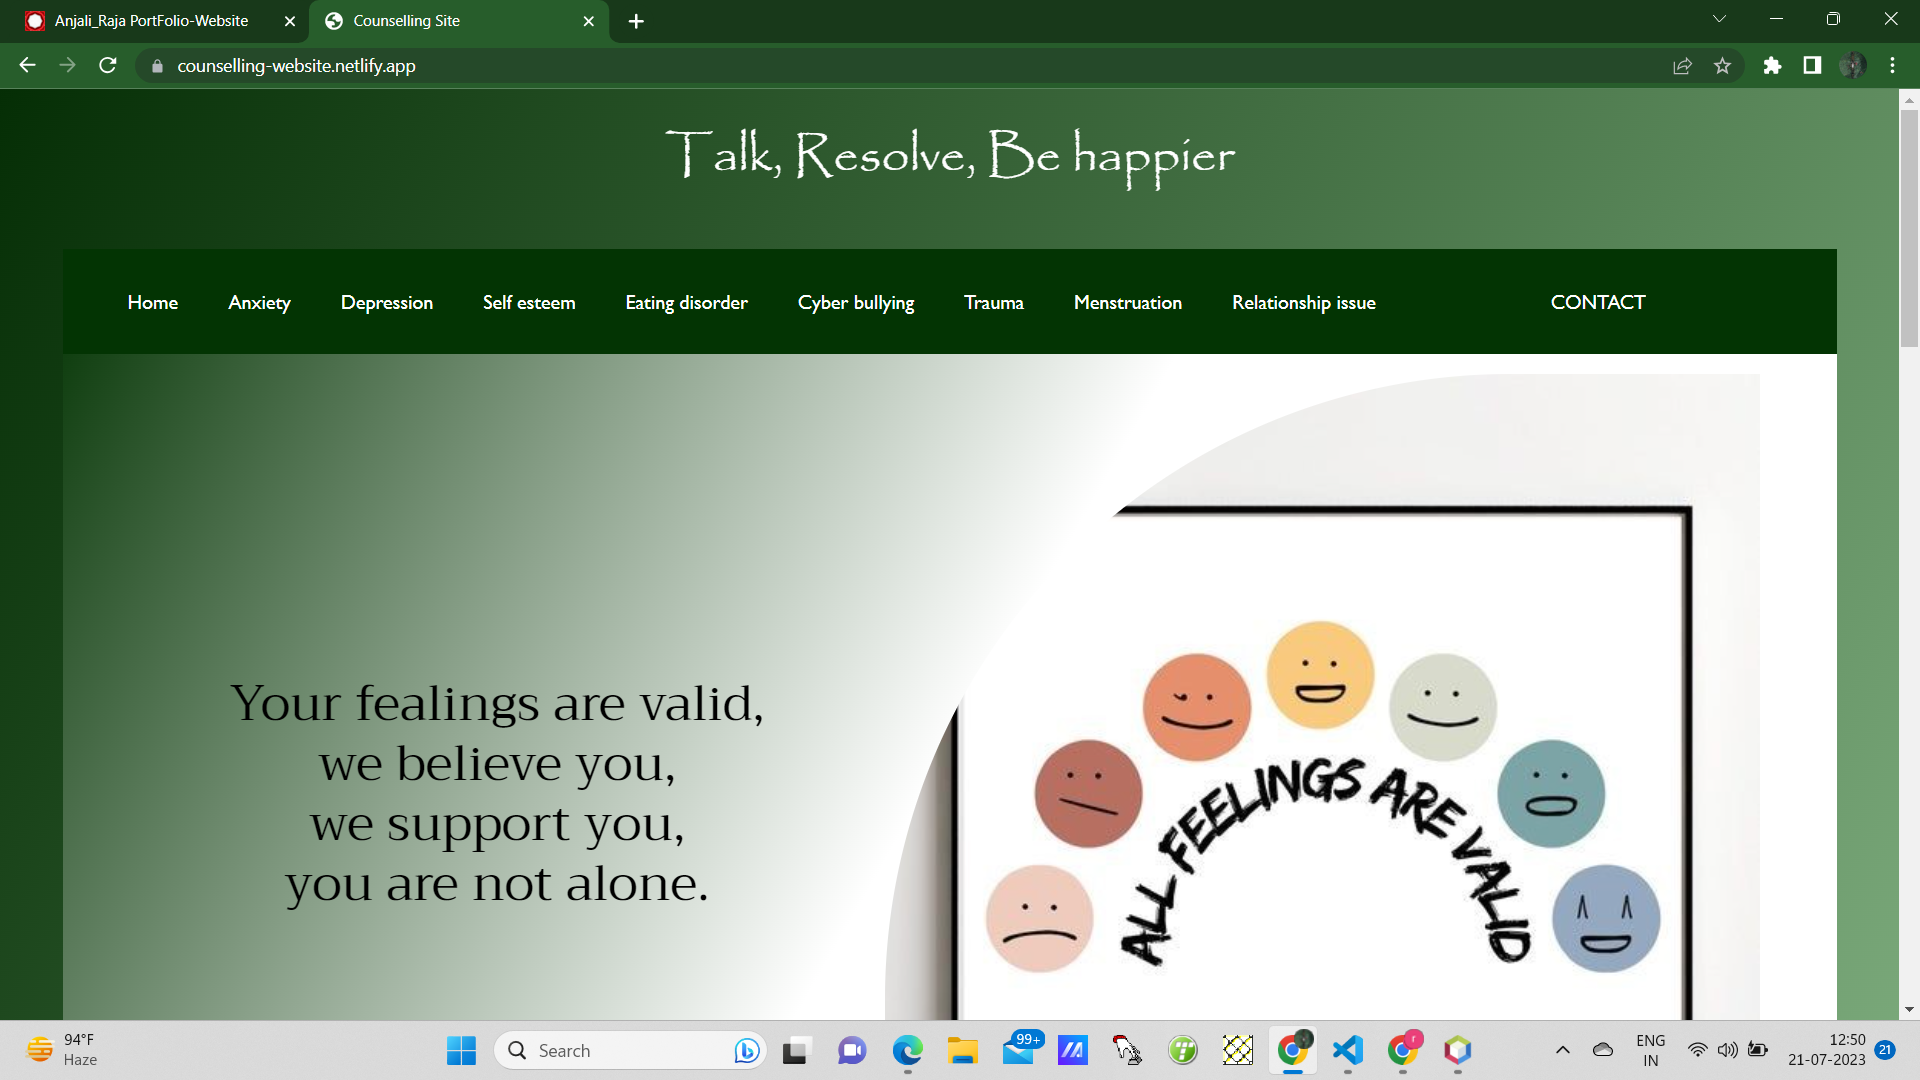 Anjali_Raja PortFolio-Website
Counselling Site
counselling-website.netlify.app
Talk, Resolve, Be happier
Home Anxiety Depression Self esteem Eating disorder Cyber bullying Trauma Menstruation Relationship issue CONTACT
Your fealings are valid,
we believe you,
we support you,
you are not alone.
ALL FEELINGS ARE VALID
94°F
Haze
Search
99+
ENG
IN
12:50
21-07-2023
21